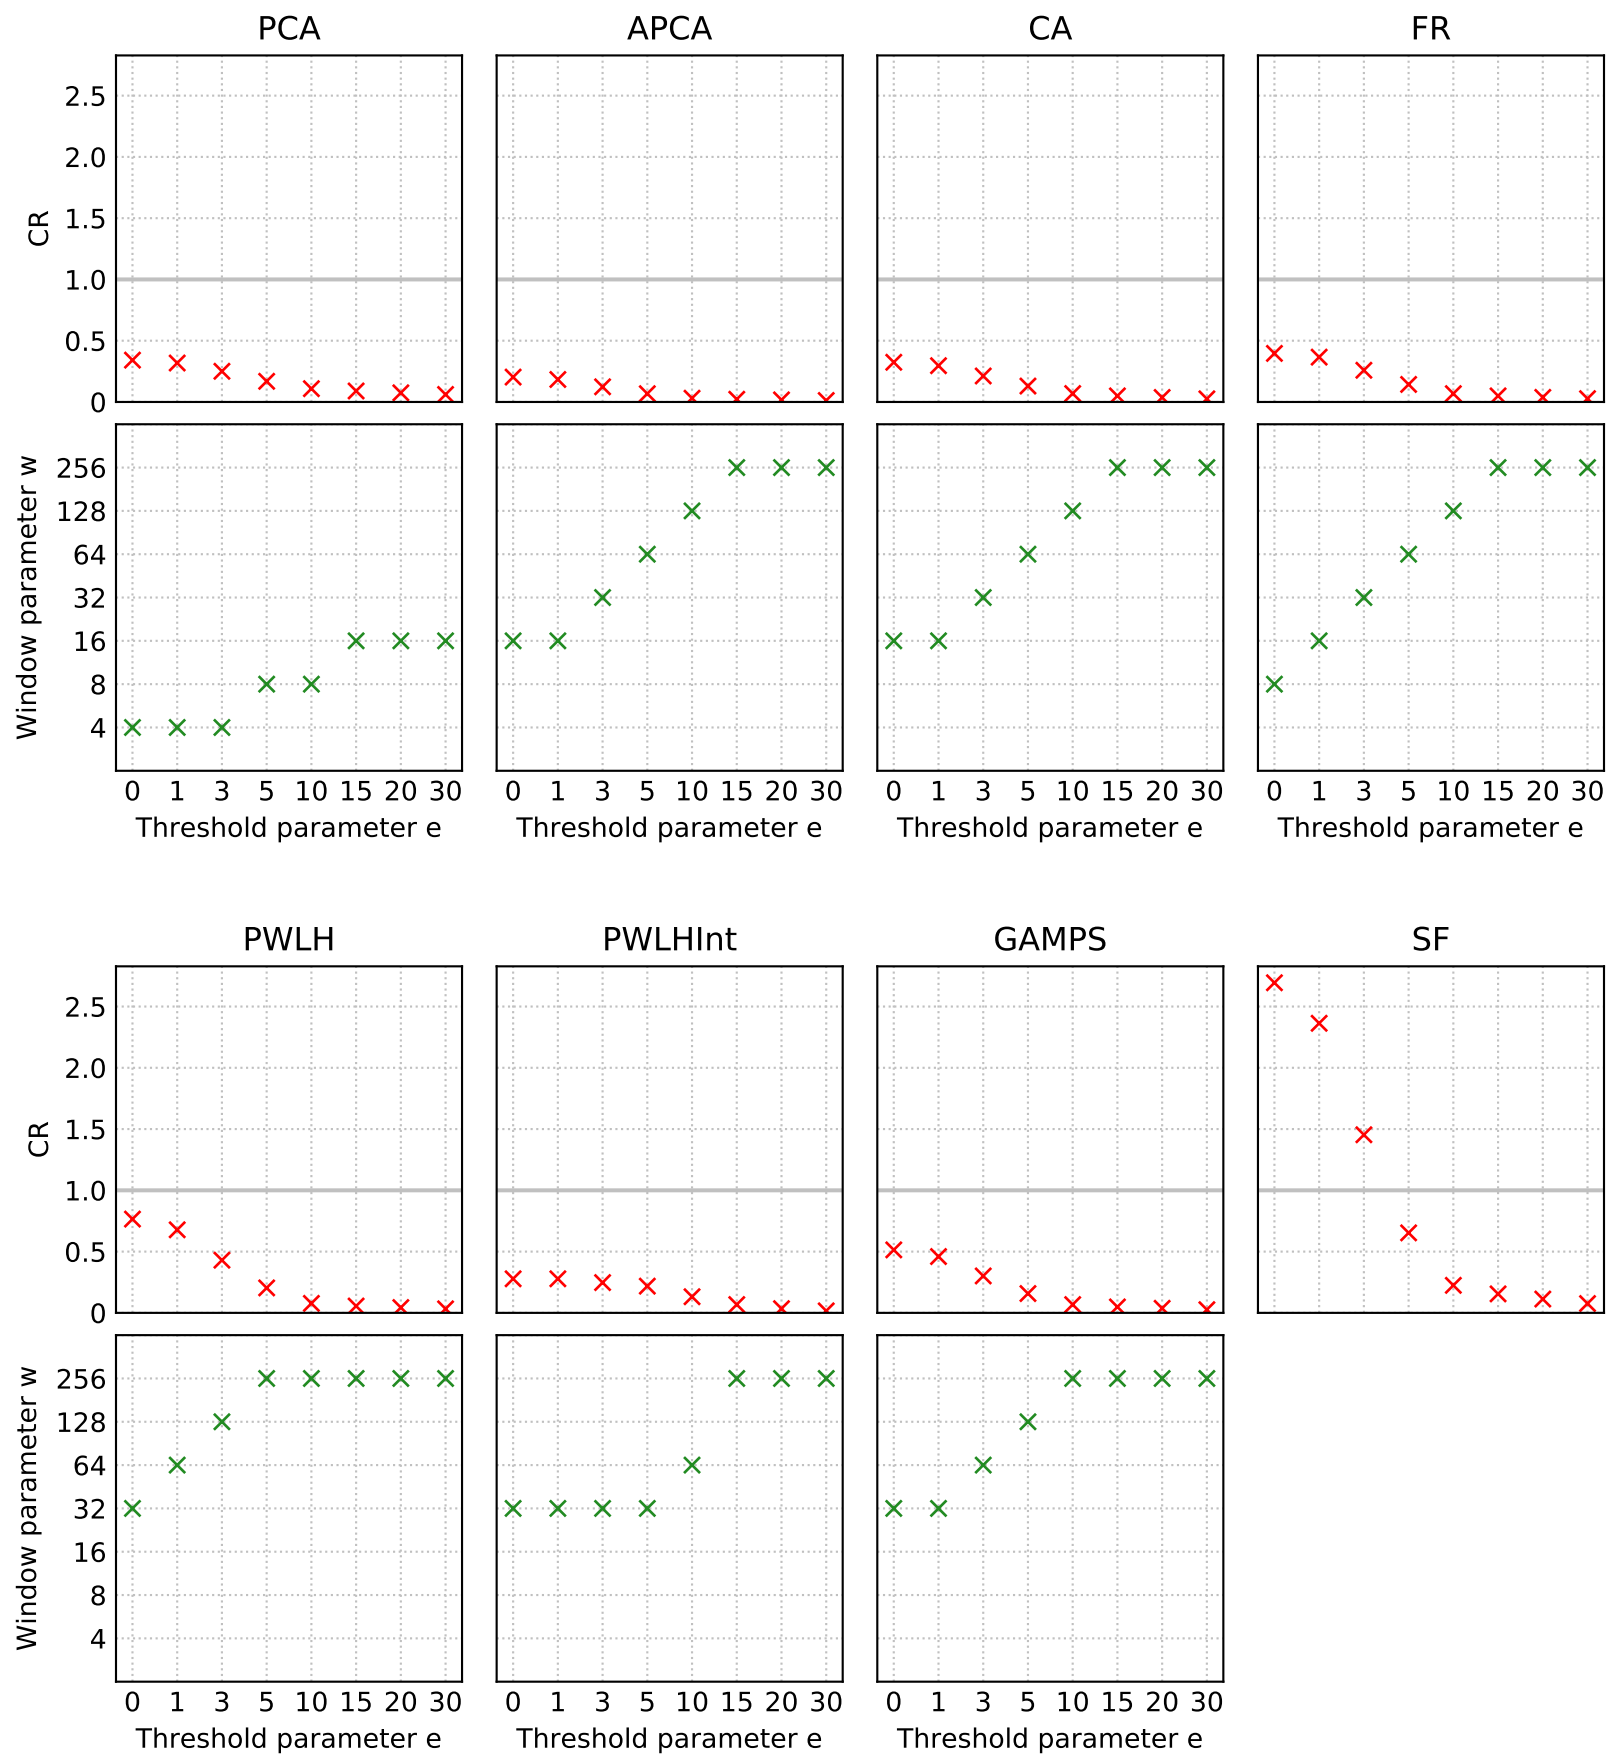 PCA APCA CA FR
CR
2.5
2.0
1.5
1.0
0.5
0
Window parameter w
256
128
64
32
16
8
4
0 1 3 5 10 15 20 30 0 1 3 5 10 15 20 30 0 1 3 5 10 15 20 30 0 1 3 5 10 15 20 30
Threshold parameter e Threshold parameter e Threshold parameter e Threshold parameter e
PWLH PWLHInt GAMPS SF
CR
2.5
2.0
1.5
1.0
0.5
0
Window parameter w
256
128
64
32
16
8
4
0 1 3 5 10 15 20 30 0 1 3 5 10 15 20 30 0 1 3 5 10 15 20 30
Threshold parameter e Threshold parameter e Threshold parameter e